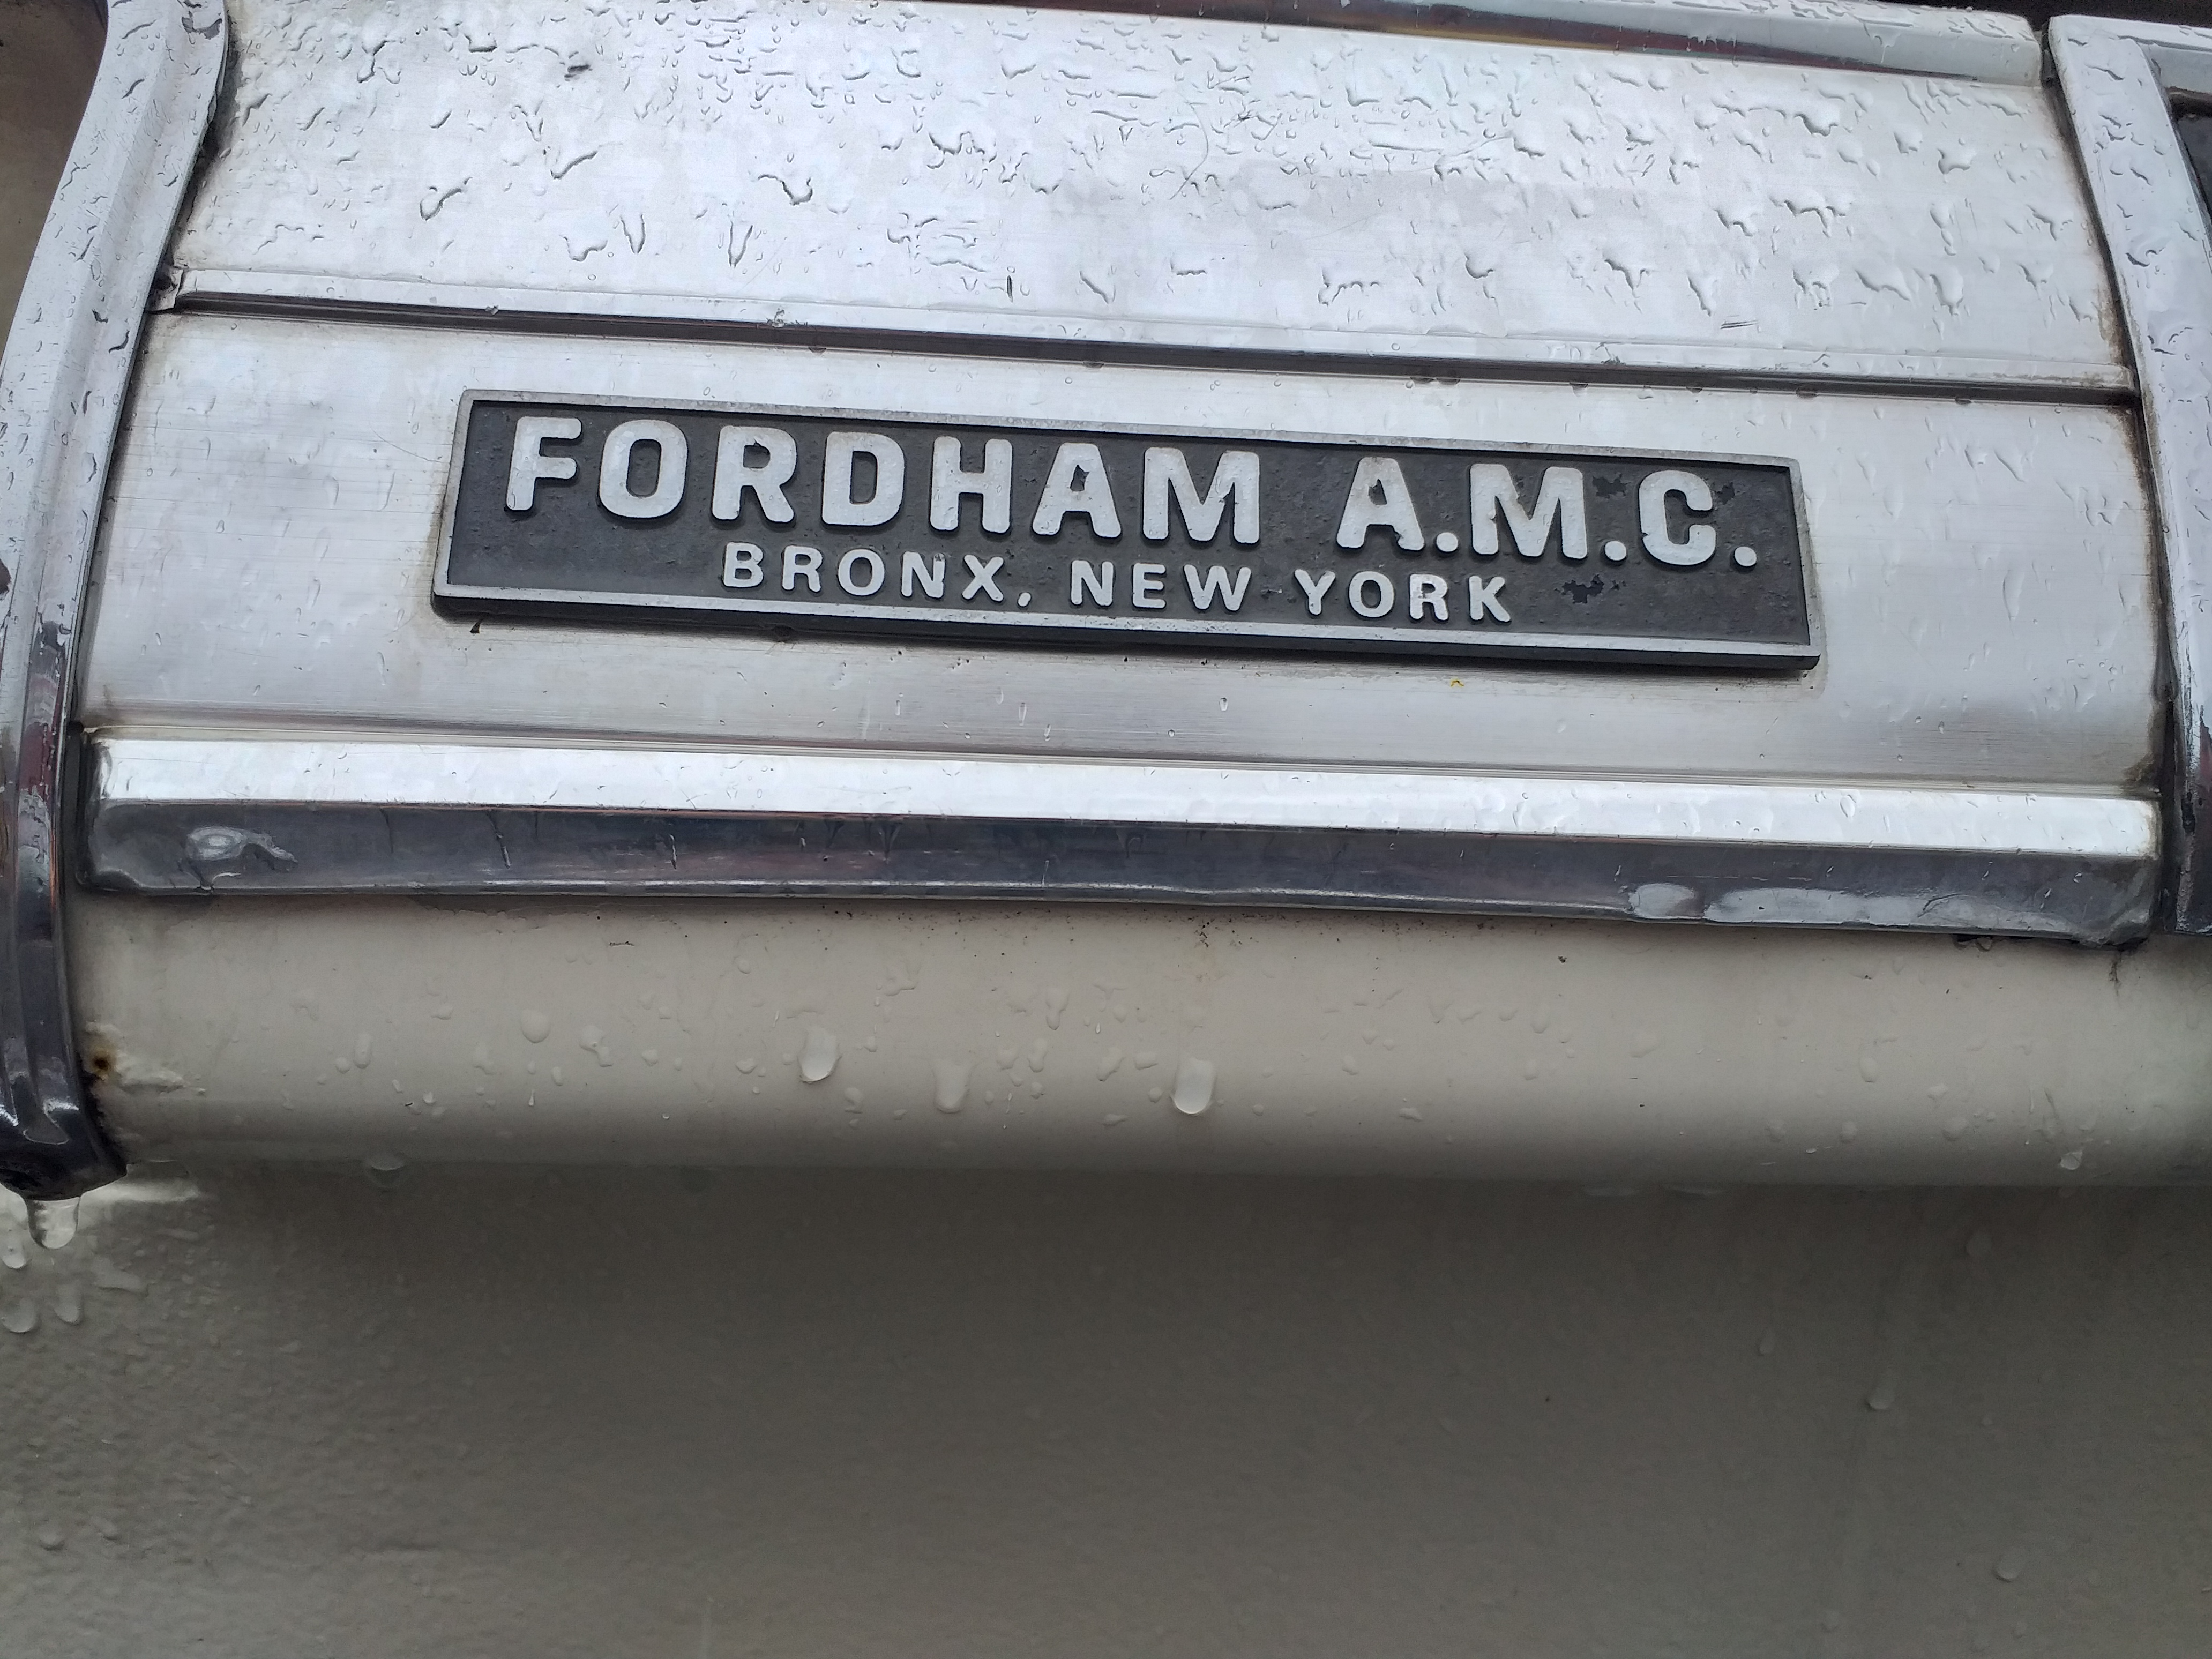 FORDHAM A.M.C.
BRONX, NEW YORK